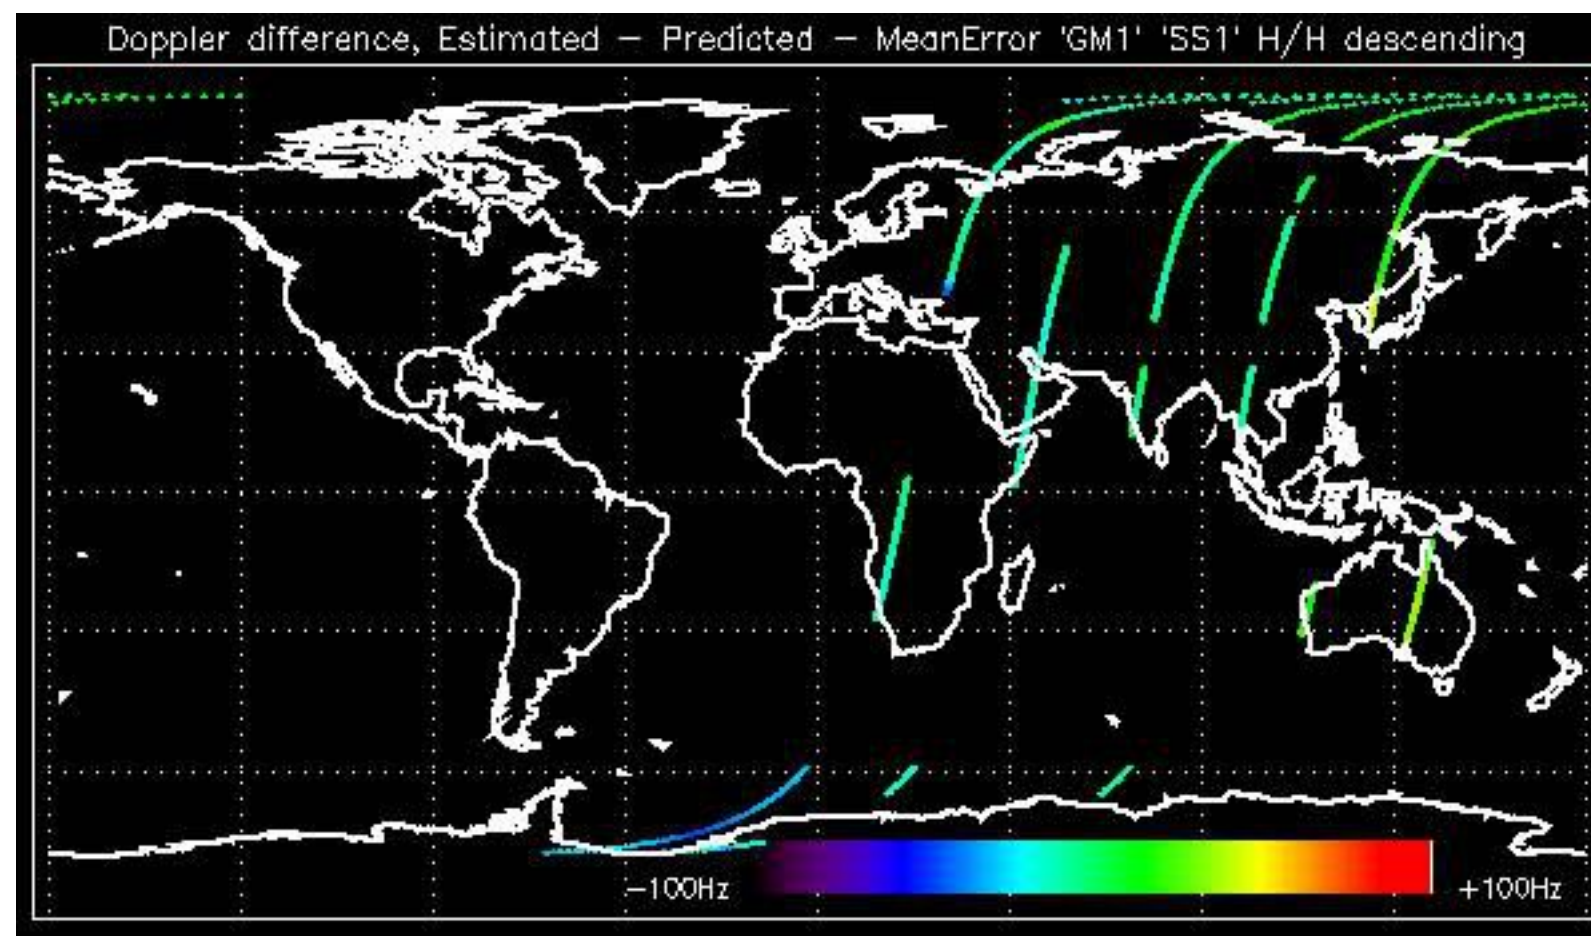 Doppler difference, Estimated – Predicted – MeanError 'GM1' 'SS1' H/H descending
–100Hz
+100Hz